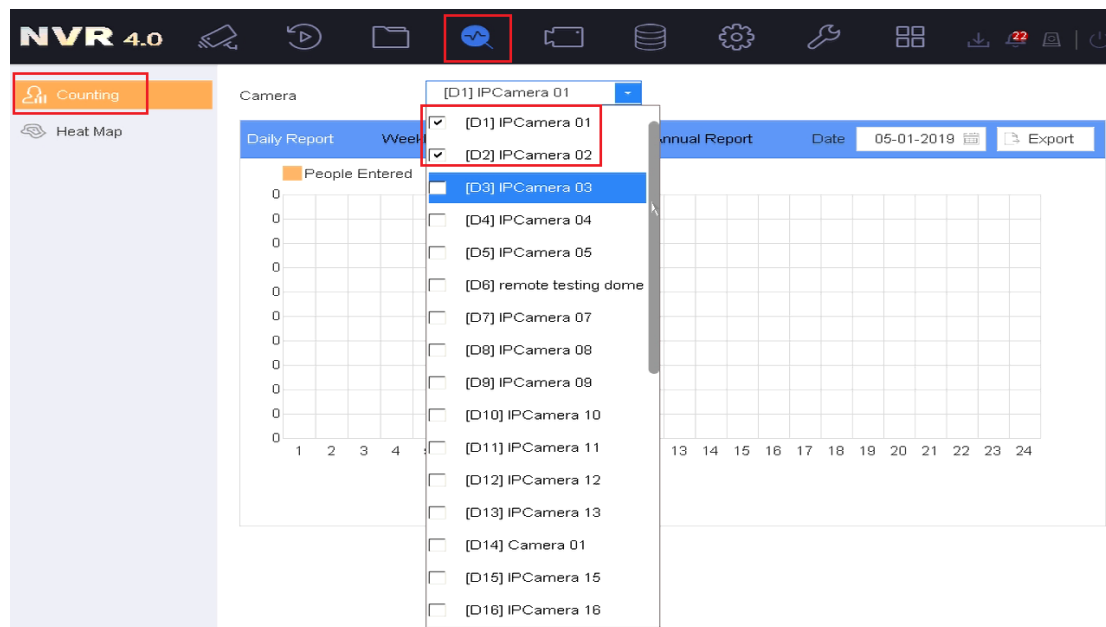 NVR 4.0
22
Counting
Heat Map
Camera
[D1] IPCamera 01
[D1] IPCamera 01
[D2] IPCamera 02
[D3] IPCamera 03
[D4] IPCamera 04
[D5] IPCamera 05
[D6] remote testing dome
[D7] IPCamera 07
[D8] IPCamera 08
[D9] IPCamera 09
[D10] IPCamera 10
[D11] IPCamera 11
[D12] IPCamera 12
[D13] IPCamera 13
[D14] Camera 01
[D15] IPCamera 15
[D16] IPCamera 16
Daily Report Annual Report Date 05-01-2019 Export
People Entered
0
0
0
0
0
0
0
0
0
0
0
1 2 3 4 13 14 15 16 17 18 19 20 21 22 23 24